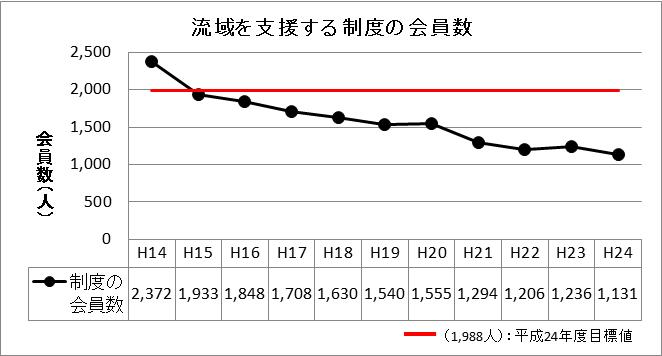 流域を支援する制度の会員数
会員数(人)
2,500
2,000
1,500
1,000
500
0
H14 H15 H16 H17 H18 H19 H20 H21 H22 H23 H24
制度の
会員数
2,372 1,933 1,848 1,708 1,630 1,540 1,555 1,294 1,206 1,236 1,131
(1,988人):平成24年度目標値